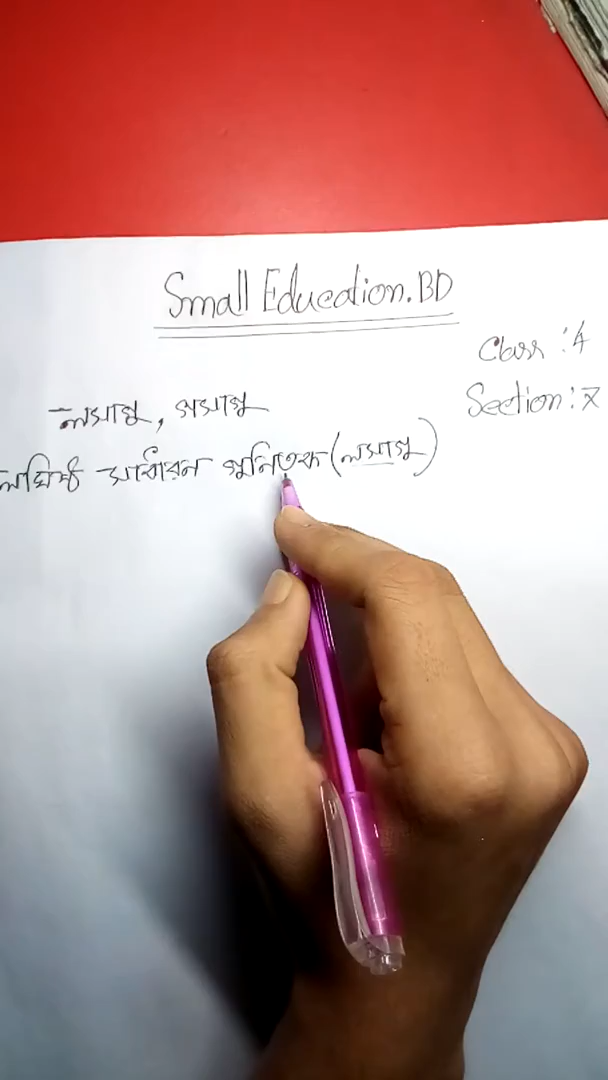 Small Education.BD
Class : 4
Section : x
লসাগু, গসাগু
লঘিষ্ঠ সাধারন গুনিতক (লসাগু)